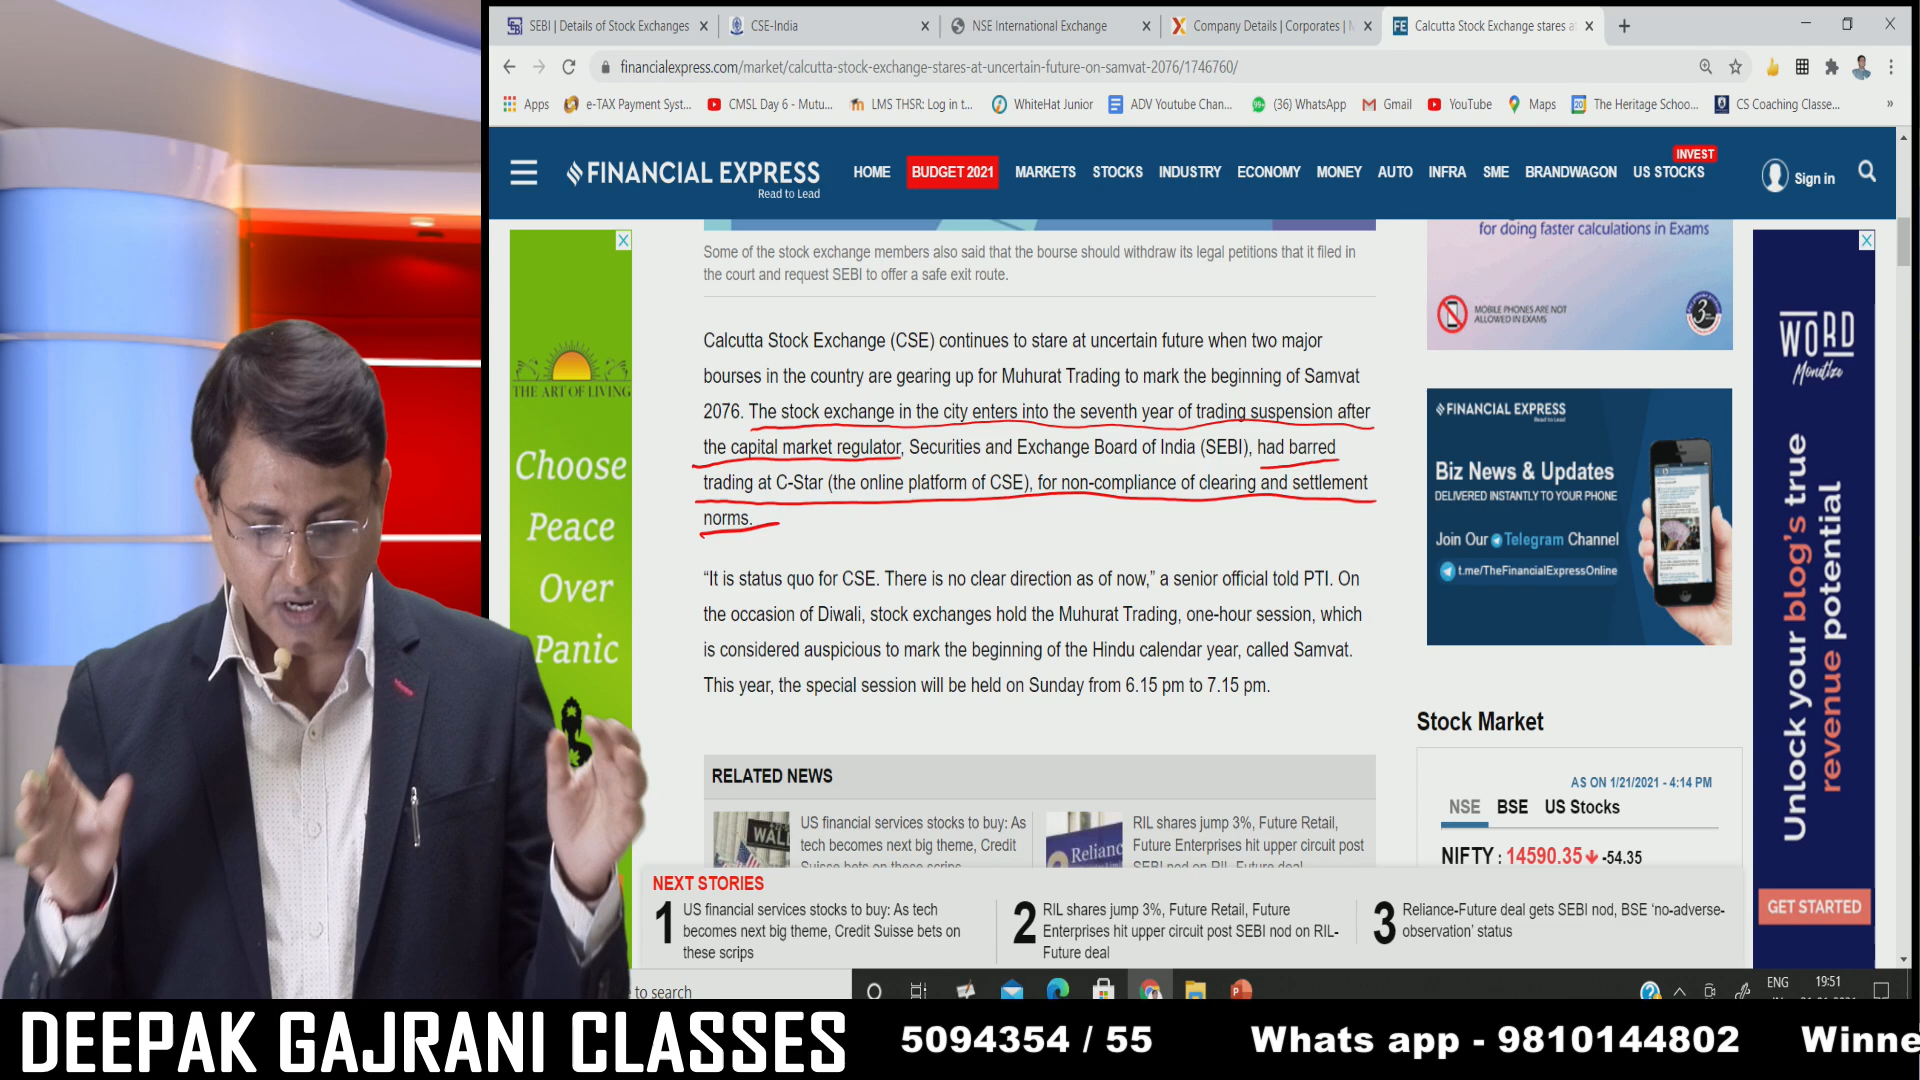 SEBI | Details of Stock Exchanges
CSE-India
NSE International Exchange
Company Details | Corporates |
Calcutta Stock Exchange stares a
financialexpress.com/market/calcutta-stock-exchange-stares-at-uncertain-future-on-samvat-2076/1746760/
Apps
e-TAX Payment Syst...
CMSL Day 6 - Mutu...
LMS THSR: Log in t...
WhiteHat Junior
ADV Youtube Chan...
(36) WhatsApp
Gmail
YouTube
Maps
The Heritage Schoo...
CS Coaching Classe...
»
FINANCIAL EXPRESS
Read to Lead
HOME
BUDGET 2021
MARKETS
STOCKS
INDUSTRY
ECONOMY
MONEY
AUTO
INFRA
SME
BRANDWAGON
US STOCKS
INVEST
Sign in
Some of the stock exchange members also said that the bourse should withdraw its legal petitions that it filed in
the court and request SEBI to offer a safe exit route.
Calcutta Stock Exchange (CSE) continues to stare at uncertain future when two major
bourses in the country are gearing up for Muhurat Trading to mark the beginning of Samvat
2076. The stock exchange in the city enters into the seventh year of trading suspension after
the capital market regulator, Securities and Exchange Board of India (SEBI), had barred
trading at C-Star (the online platform of CSE), for non-compliance of clearing and settlement
norms.
“It is status quo for CSE. There is no clear direction as of now,” a senior official told PTI. On
the occasion of Diwali, stock exchanges hold the Muhurat Trading, one-hour session, which
is considered auspicious to mark the beginning of the Hindu calendar year, called Samvat.
This year, the special session will be held on Sunday from 6.15 pm to 7.15 pm.
RELATED NEWS
WALL
US financial services stocks to buy: As
tech becomes next big theme, Credit
Suisse bets on these scrips
Relianc
RIL shares jump 3%, Future Retail,
Future Enterprises hit upper circuit post
SEBI nod on RIL-Future deal
NEXT STORIES
1
US financial services stocks to buy: As tech
becomes next big theme, Credit Suisse bets on
these scrips
2
RIL shares jump 3%, Future Retail, Future
Enterprises hit upper circuit post SEBI nod on RIL-
Future deal
3
Reliance-Future deal gets SEBI nod, BSE ‘no-adverse-
observation’ status
THE ART OF LIVING
Choose
Peace
Over
Panic
for doing faster calculations in Exams
MOBILE PHONES ARE NOT
ALLOWED IN EXAMS
3
FINANCIAL EXPRESS
Read to Lead
Biz News & Updates
DELIVERED INSTANTLY TO YOUR PHONE
Join Our Telegram Channel
t.me/TheFinancialExpressOnline
Stock Market
AS ON 1/21/2021 - 4:14 PM
NSE
BSE
US Stocks
NIFTY : 14590.35 -54.35
WORD
Monetize
Unlock your blog's true
revenue potential
GET STARTED
to search
ENG
19:51
DEEPAK GAJRANI CLASSES
5094354 / 55
Whats app - 9810144802
Winne